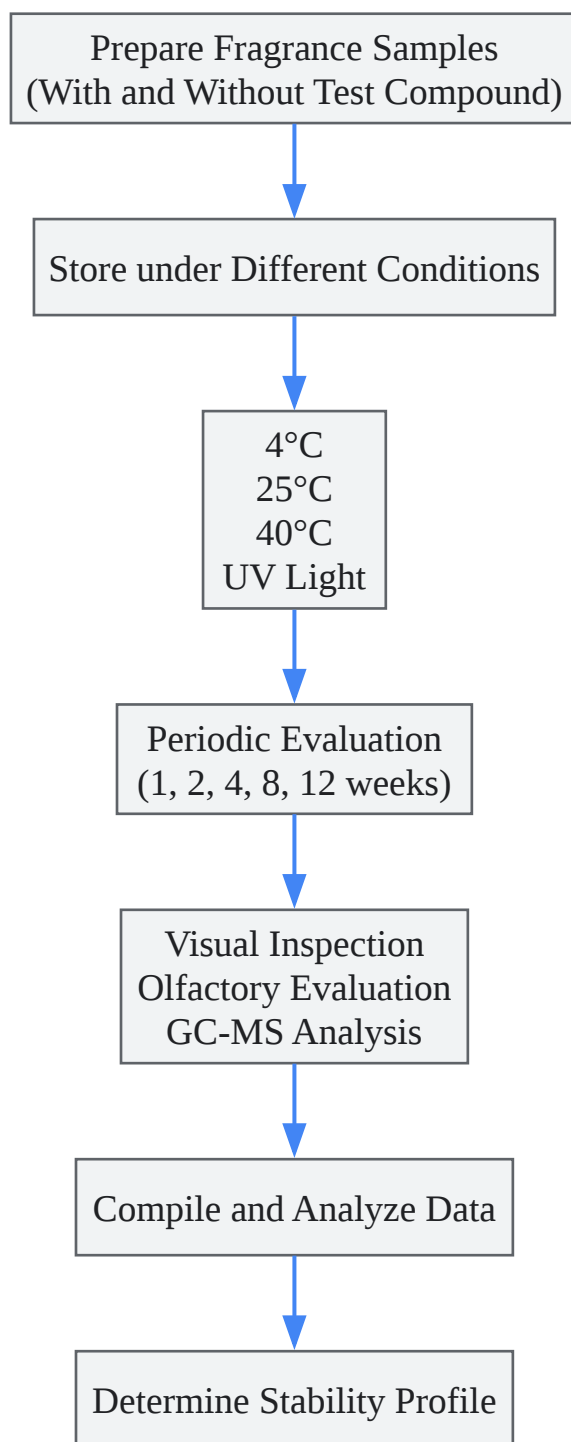 Prepare Fragrance Samples
(With and Without Test Compound)
Store under Different Conditions
4°C
25°C
40°C
UV Light
Periodic Evaluation
(1, 2, 4, 8, 12 weeks)
Visual Inspection
Olfactory Evaluation
GC-MS Analysis
Compile and Analyze Data
Determine Stability Profile